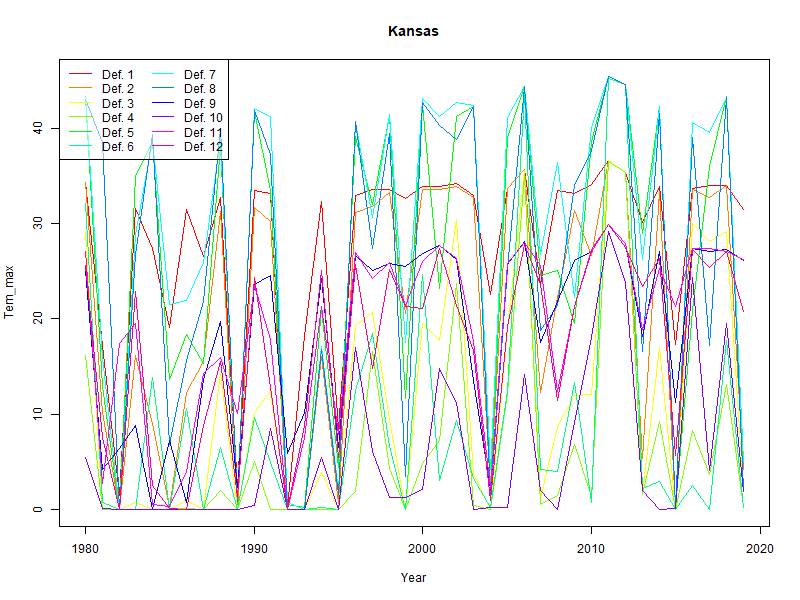 Kansas
Def. 1 Def. 7
Def. 2 Def. 8
Def. 3 Def. 9
Def. 4 Def. 10
Def. 5 Def. 11
Def. 6 Def. 12
40
30
20
10
0
Tem_max
1980 1990 2000 2010 2020
Year